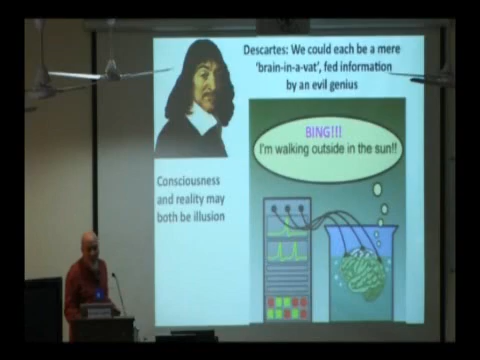 Descartes: We could each be a mere
'brain-in-a-vat', fed information
by an evil genius
BING!!!
I'm walking outside in the sun!!
Consciousness
and reality may
both be illusion